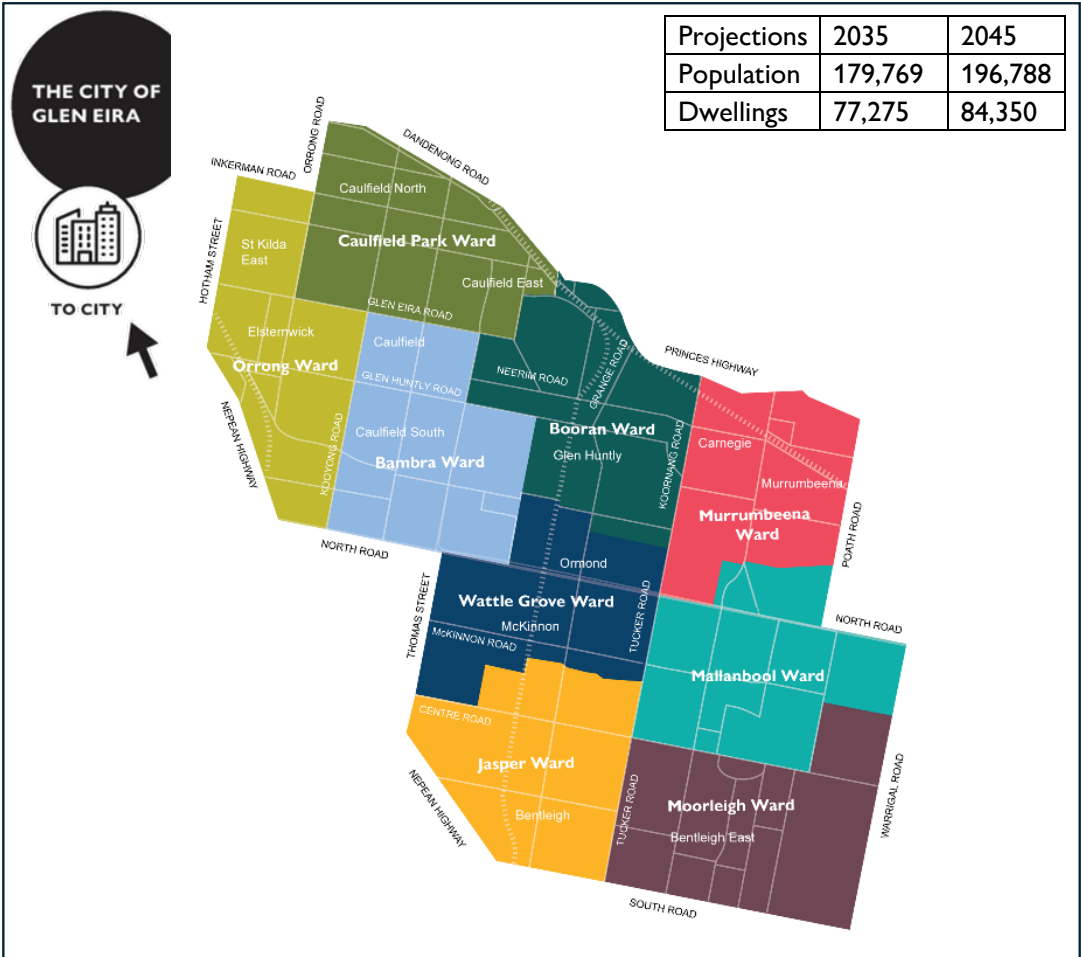 THE CITY OF
GLEN EIRA
TO CITY
Projections 2035 2045
Population 179,769 196,788
Dwellings 77,275 84,350
ORRONG ROAD
DANDENONG ROAD
INKERMAN ROAD
Caulfield North
HOTHAM STREET
St Kilda
East
Caulfield Park Ward
Caulfield East
GLEN EIRA ROAD
Elsternwick
Caulfield
PRINCES HIGHWAY
Orrong Ward
GLEN HUNTLY ROAD
NEERIM ROAD
GRANGE ROAD
NEPEAN HIGHWAY
KOOYONG ROAD
Caulfield South
Bambra Ward
Booran Ward
Glen Huntly
KOORNANG ROAD
Carnegie
Murrumbeena
Murrumbeena
Ward
POATH ROAD
NORTH ROAD
Ormond
THOMAS STREET
Wattle Grove Ward
McKinnon
McKINNON ROAD
TUCKER ROAD
NORTH ROAD
Mallanbool Ward
CENTRE ROAD
Jasper Ward
NEPEAN HIGHWAY
Bentleigh
TUCKER ROAD
Moorleigh Ward
Bentleigh East
WARRIGAL ROAD
SOUTH ROAD